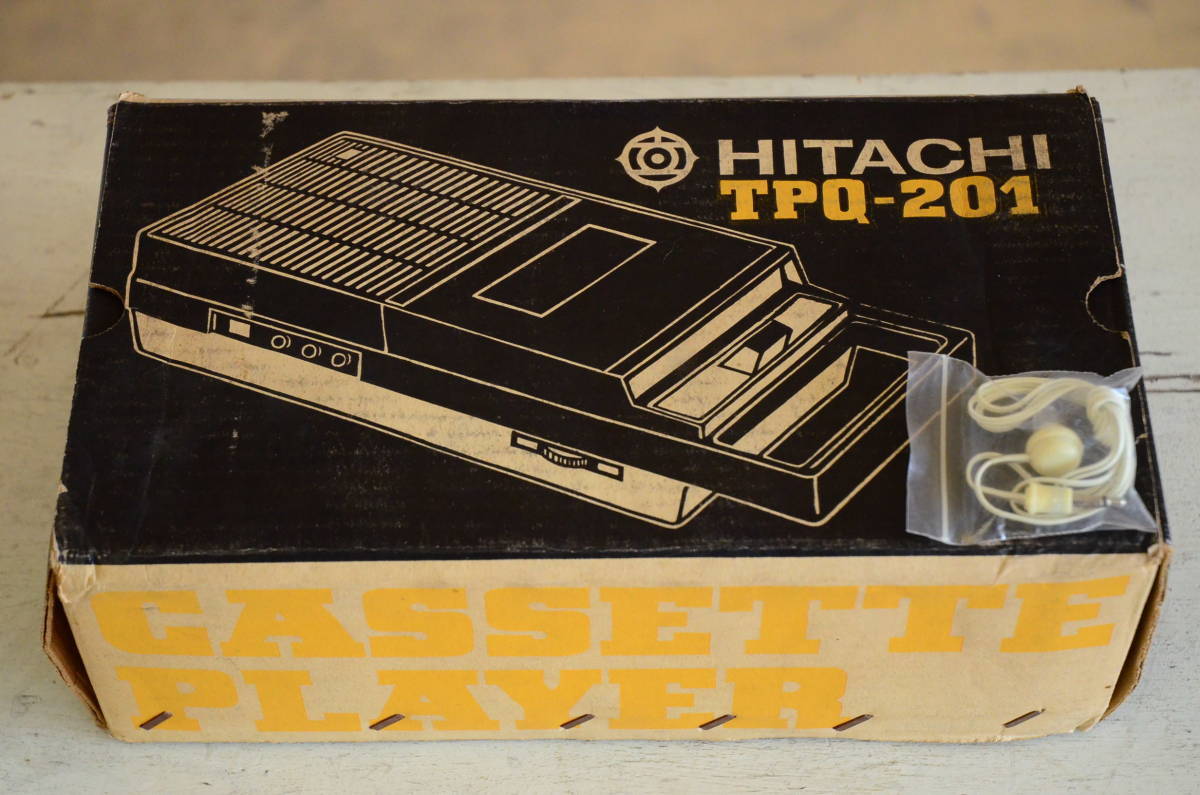 HITACHI
TPQ-201
CASSETTE
PLAYER